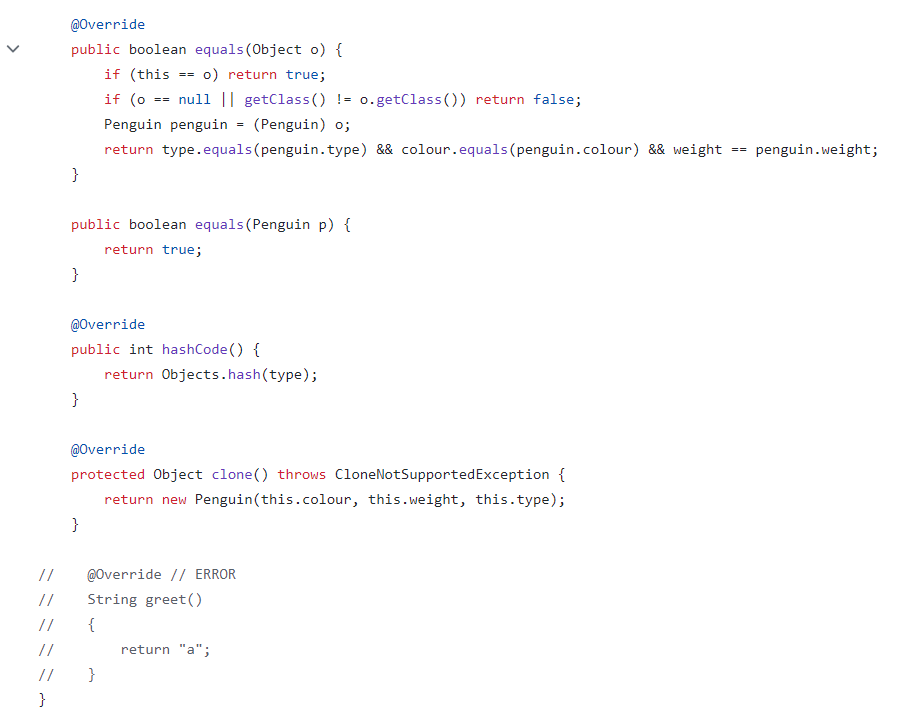 @Override
public boolean equals(Object o) {
if (this == o) return true;
if (o == null || getClass() != o.getClass()) return false;
Penguin penguin = (Penguin) o;
return type.equals(penguin.type) && colour.equals(penguin.colour) && weight == penguin.weight;
}
public boolean equals(Penguin p) {
return true;
}
@Override
public int hashCode() {
return Objects.hash(type);
}
@Override
protected Object clone() throws CloneNotSupportedException {
return new Penguin(this.colour, this.weight, this.type);
}
// @Override // ERROR
// String greet()
// {
// return "a";
// }
}